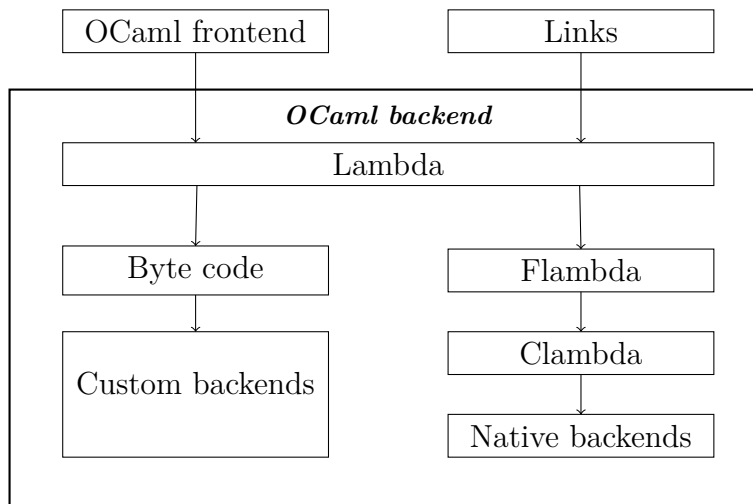 OCaml frontend
Links
OCaml backend
Lambda
Byte code
Flambda
Clambda
Custom backends
Native backends